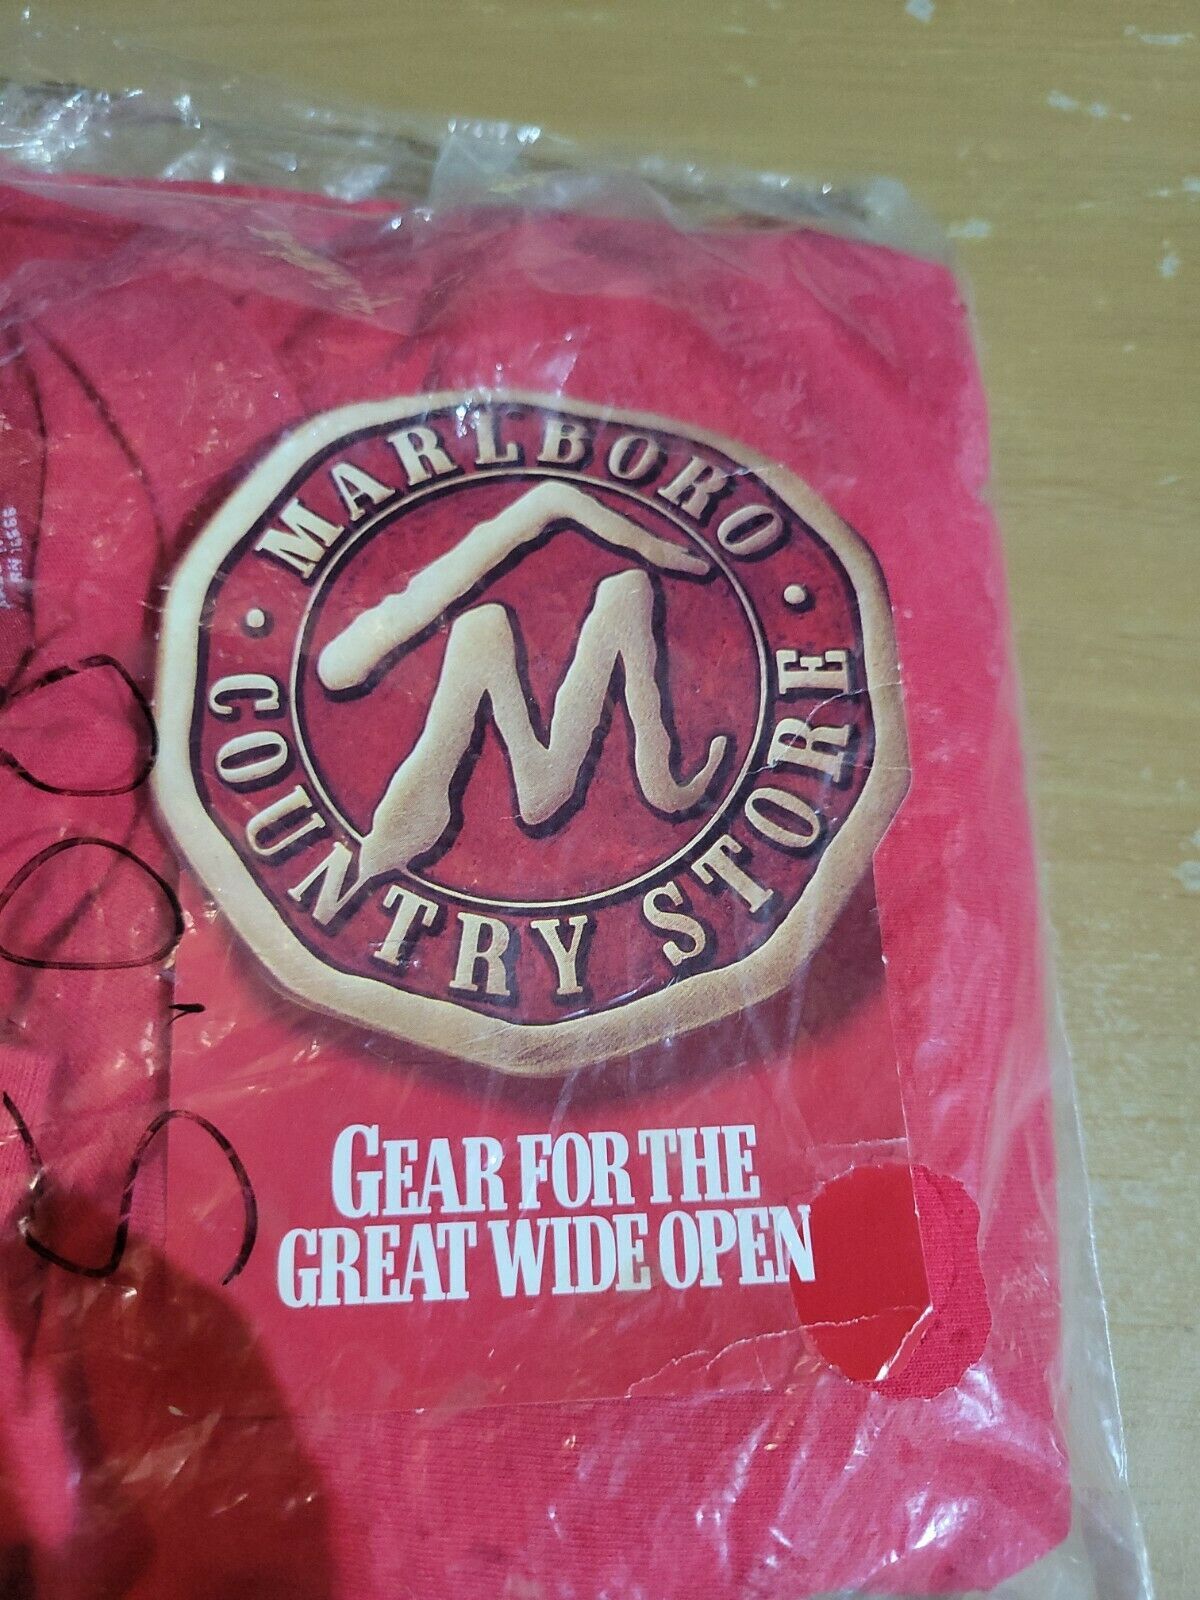 MARLBORO
COUNTRY STORE
M
GEAR FOR THE
GREAT WIDE OPEN